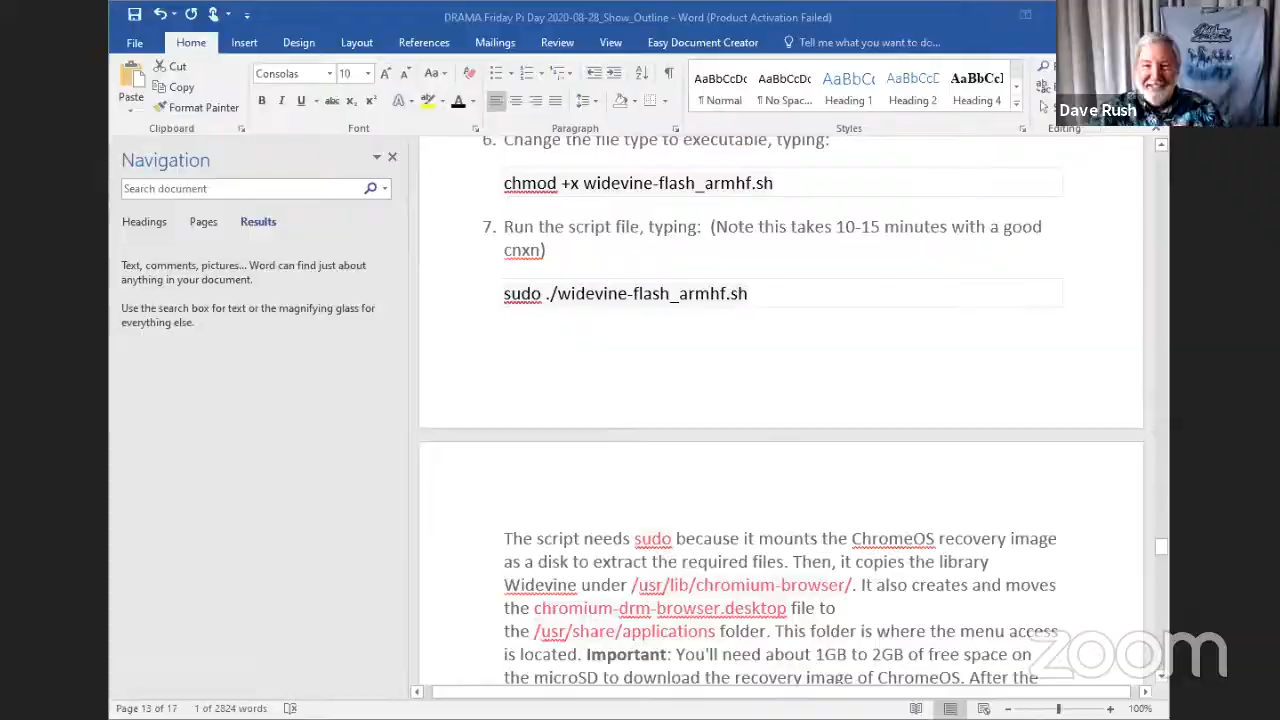 DRAMA Friday Pi Day 2020-08-28_Show_Outline - Word (Product Activation Failed)
File Home Insert Design Layout References Mailings Review View Easy Document Creator Tell me what you want to do...
Paste
Cut
Copy
Format Painter
Clipboard
Consolas 10
Font
Paragraph
AaBbCcDc AaBbCcDc AaBbCc AaBbCcD AaBbCcI
¶ Normal ¶ No Spac... Heading 1 Heading 2 Heading 4
Styles
Editing
Dave Rush
Navigation
Search document
Headings Pages Results
Text, comments, pictures... Word can find just about
anything in your document.
Use the search box for text or the magnifying glass for
everything else.
6. Change the file type to executable, typing:
chmod +x widevine-flash_armhf.sh
7. Run the script file, typing: (Note this takes 10-15 minutes with a good
cnxn)
sudo ./widevine-flash_armhf.sh
The script needs sudo because it mounts the ChromeOS recovery image
as a disk to extract the required files. Then, it copies the library
Widevine under /usr/lib/chromium-browser/. It also creates and moves
the chromium-drm-browser.desktop file to
the /usr/share/applications folder. This folder is where the menu access
is located. Important: You'll need about 1GB to 2GB of free space on
the microSD to download the recovery image of ChromeOS. After the
zoom
Page 13 of 17 1 of 2824 words 100%